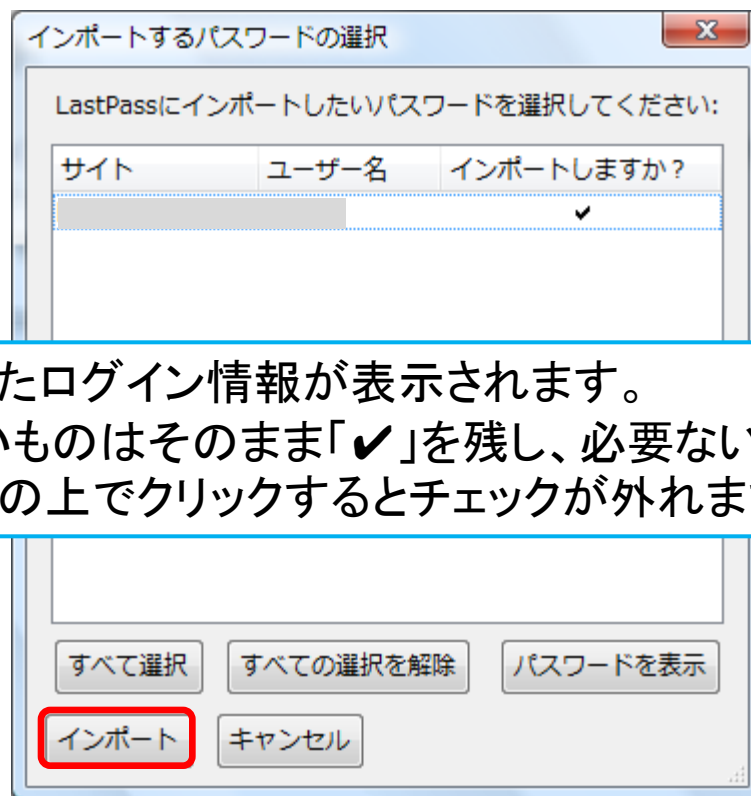 インポートするパスワードの選択
LastPassにインポートしたいパスワードを選択してください:
サイト ユーザー名 インポートしますか?
✔
たログイン情報が表示されます。
いものはそのまま「✔」を残し、必要ない
の上でクリックするとチェックが外れま
すべて選択 すべての選択を解除 パスワードを表示
インポート キャンセル